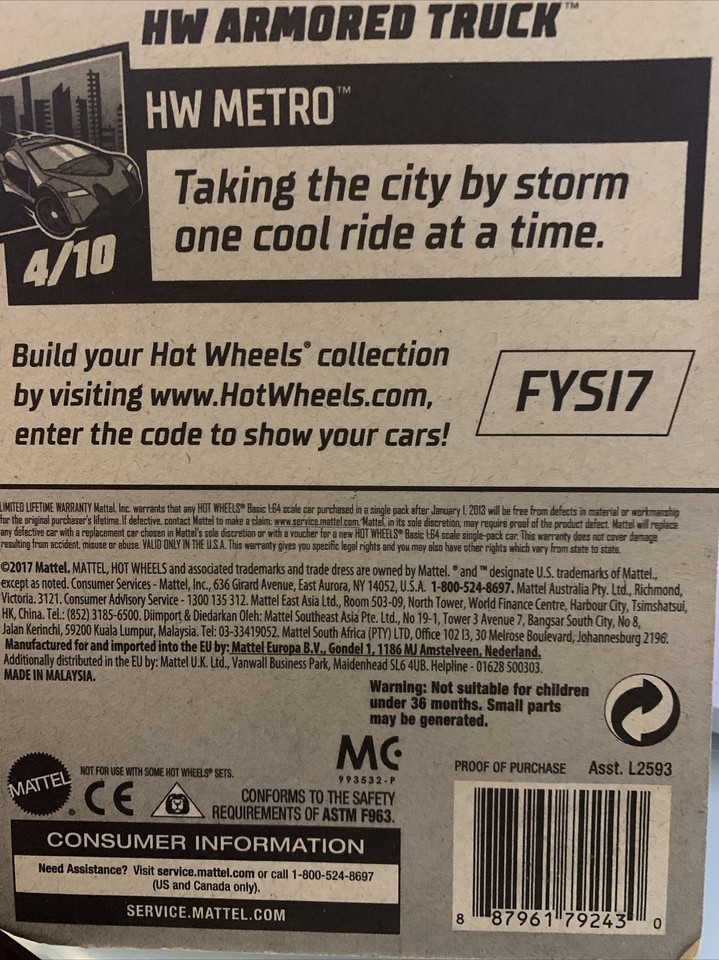 HW ARMORED TRUCK™
HW METRO™
Taking the city by storm
one cool ride at a time.
4/10
Build your Hot Wheels® collection
by visiting www.HotWheels.com,
enter the code to show your cars!
FYS17
LIMITED LIFETIME WARRANTY Mattel, Inc. warrants that any HOT WHEELS® Basic 1:64 scale car purchased in a single pack after January 1, 2013 will be free from defects in material or workmanship
for the original purchaser's lifetime. If defective, contact Mattel to make a claim: www.service.mattel.com. Mattel, in its sole discretion, may require proof of the product defect. Mattel will replace
any defective car with a replacement car chosen in Mattel's sole discretion or with a voucher for a new HOT WHEELS® Basic 1:64 scale single-pack car. This warranty does not cover damage
resulting from accident, misuse or abuse. VALID ONLY IN THE U.S.A. This warranty gives you specific legal rights and you may also have other rights which vary from state to state.
©2017 Mattel. MATTEL, HOT WHEELS and associated trademarks and trade dress are owned by Mattel. ® and ™ designate U.S. trademarks of Mattel.,
except as noted. Consumer Services - Mattel, Inc., 636 Girard Avenue, East Aurora, NY 14052, U.S.A. 1-800-524-8697. Mattel Australia Pty. Ltd., Richmond,
Victoria. 3121. Consumer Advisory Service - 1300 135 312. Mattel East Asia Ltd., Room 503-09, North Tower, World Finance Centre, Harbour City, Tsimshatsui,
HK, China. Tel.: (852) 3185-6500. Diimport & Diedarkan Oleh: Mattel Southeast Asia Pte. Ltd., No 19-1, Tower 3 Avenue 7, Bangsar South City, No 8,
Jalan Kerinchi, 59200 Kuala Lumpur, Malaysia. Tel: 03-33419052. Mattel South Africa (PTY) LTD, Office 102 I3, 30 Melrose Boulevard, Johannesburg 2196.
Manufactured for and imported into the EU by: Mattel Europa B.V., Gondel 1, 1186 MJ Amstelveen, Nederland.
Additionally distributed in the EU by: Mattel U.K. Ltd., Vanwall Business Park, Maidenhead SL6 4UB. Helpline - 01628 500303.
MADE IN MALAYSIA.
Warning: Not suitable for children
under 36 months. Small parts
may be generated.
MC
993532-P
MATTEL®
NOT FOR USE WITH SOME HOT WHEELS® SETS.
CE
CONFORMS TO THE SAFETY
REQUIREMENTS OF ASTM F963.
PROOF OF PURCHASE Asst. L2593
CONSUMER INFORMATION
Need Assistance? Visit service.mattel.com or call 1-800-524-8697
(US and Canada only).
SERVICE.MATTEL.COM
8 87961 79243 0